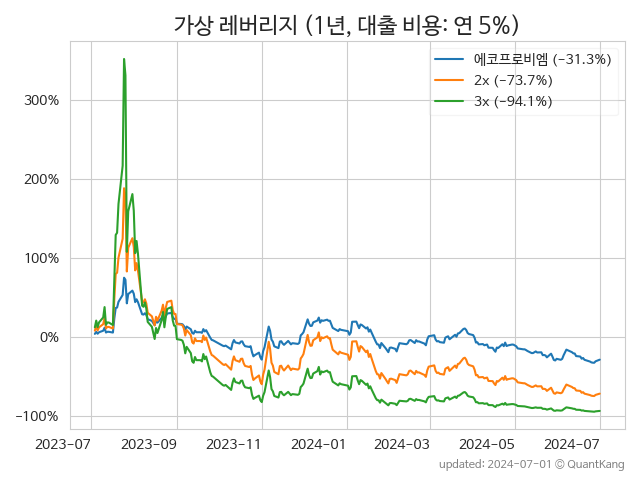 가상 레버리지 (1년, 대출 비용: 연 5%)
에코프로비엠 (−31.3%)
2x (−73.7%)
3x (−94.1%)
300%
200%
100%
0%
−100%
2023-07 2023-09 2023-11 2024-01 2024-03 2024-05 2024-07
updated: 2024-07-01 © QuantKang